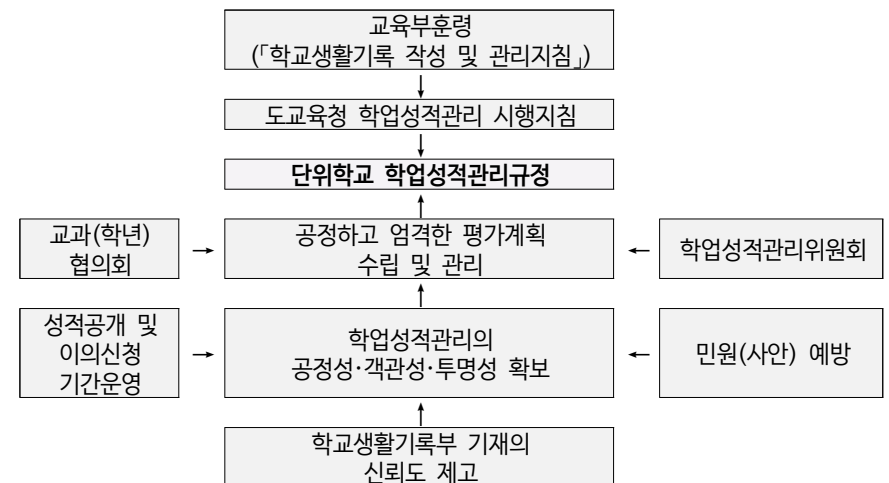 교육부훈령
(「학교생활기록 작성 및 관리지침」)
도교육청 학업성적관리 시행지침
단위학교 학업성적관리규정
교과(학년)
협의회
공정하고 엄격한 평가계획
수립 및 관리
학업성적관리위원회
성적공개 및
이의신청
기간운영
학업성적관리의
공정성·객관성·투명성 확보
민원(사안) 예방
학교생활기록부 기재의
신뢰도 제고